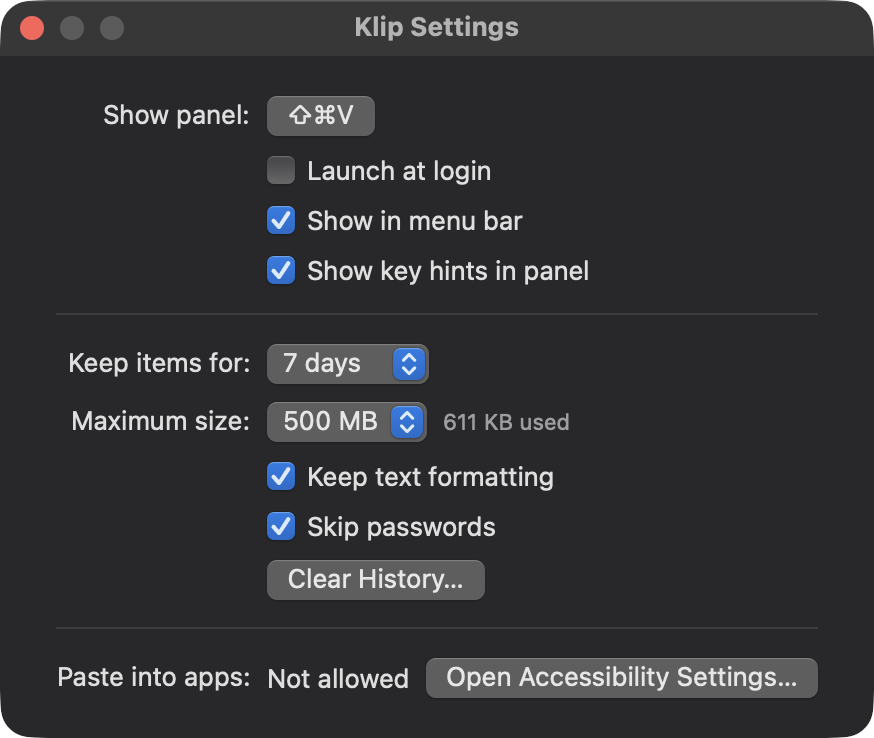 Klip Settings
Show panel: ⇧⌘V
Launch at login
Show in menu bar
Show key hints in panel
Keep items for: 7 days
Maximum size: 500 MB 611 KB used
Keep text formatting
Skip passwords
Clear History...
Paste into apps: Not allowed Open Accessibility Settings...